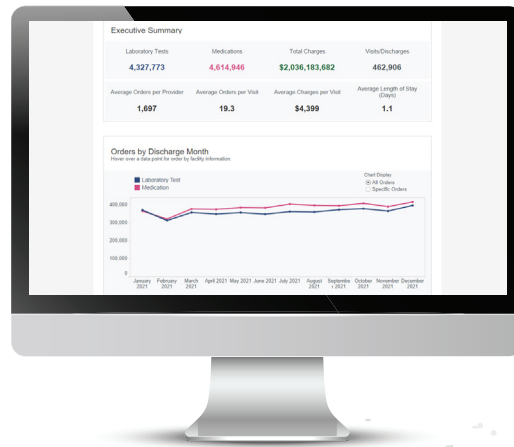 Executive Summary
Laboratory Tests Medications Total Charges Visits/Discharges
4,327,773 4,614,946 $2,036,183,682 462,906
Average Orders per Provider Average Orders per Visit Average Charges per Visit Average Length of Stay
(Days)
1,697 19.3 $4,399 1.1
Orders by Discharge Month
Hover over a data point for order by facility information.
Chart Display
Laboratory Test
All Orders
Medication
Specific Orders
400,000
300,000
200,000
100,000
0
January February March April 2021 May 2021 June 2021 July 2021 August Septembe October November December
2021 2021 2021 2021 r 2021 2021 2021 2021